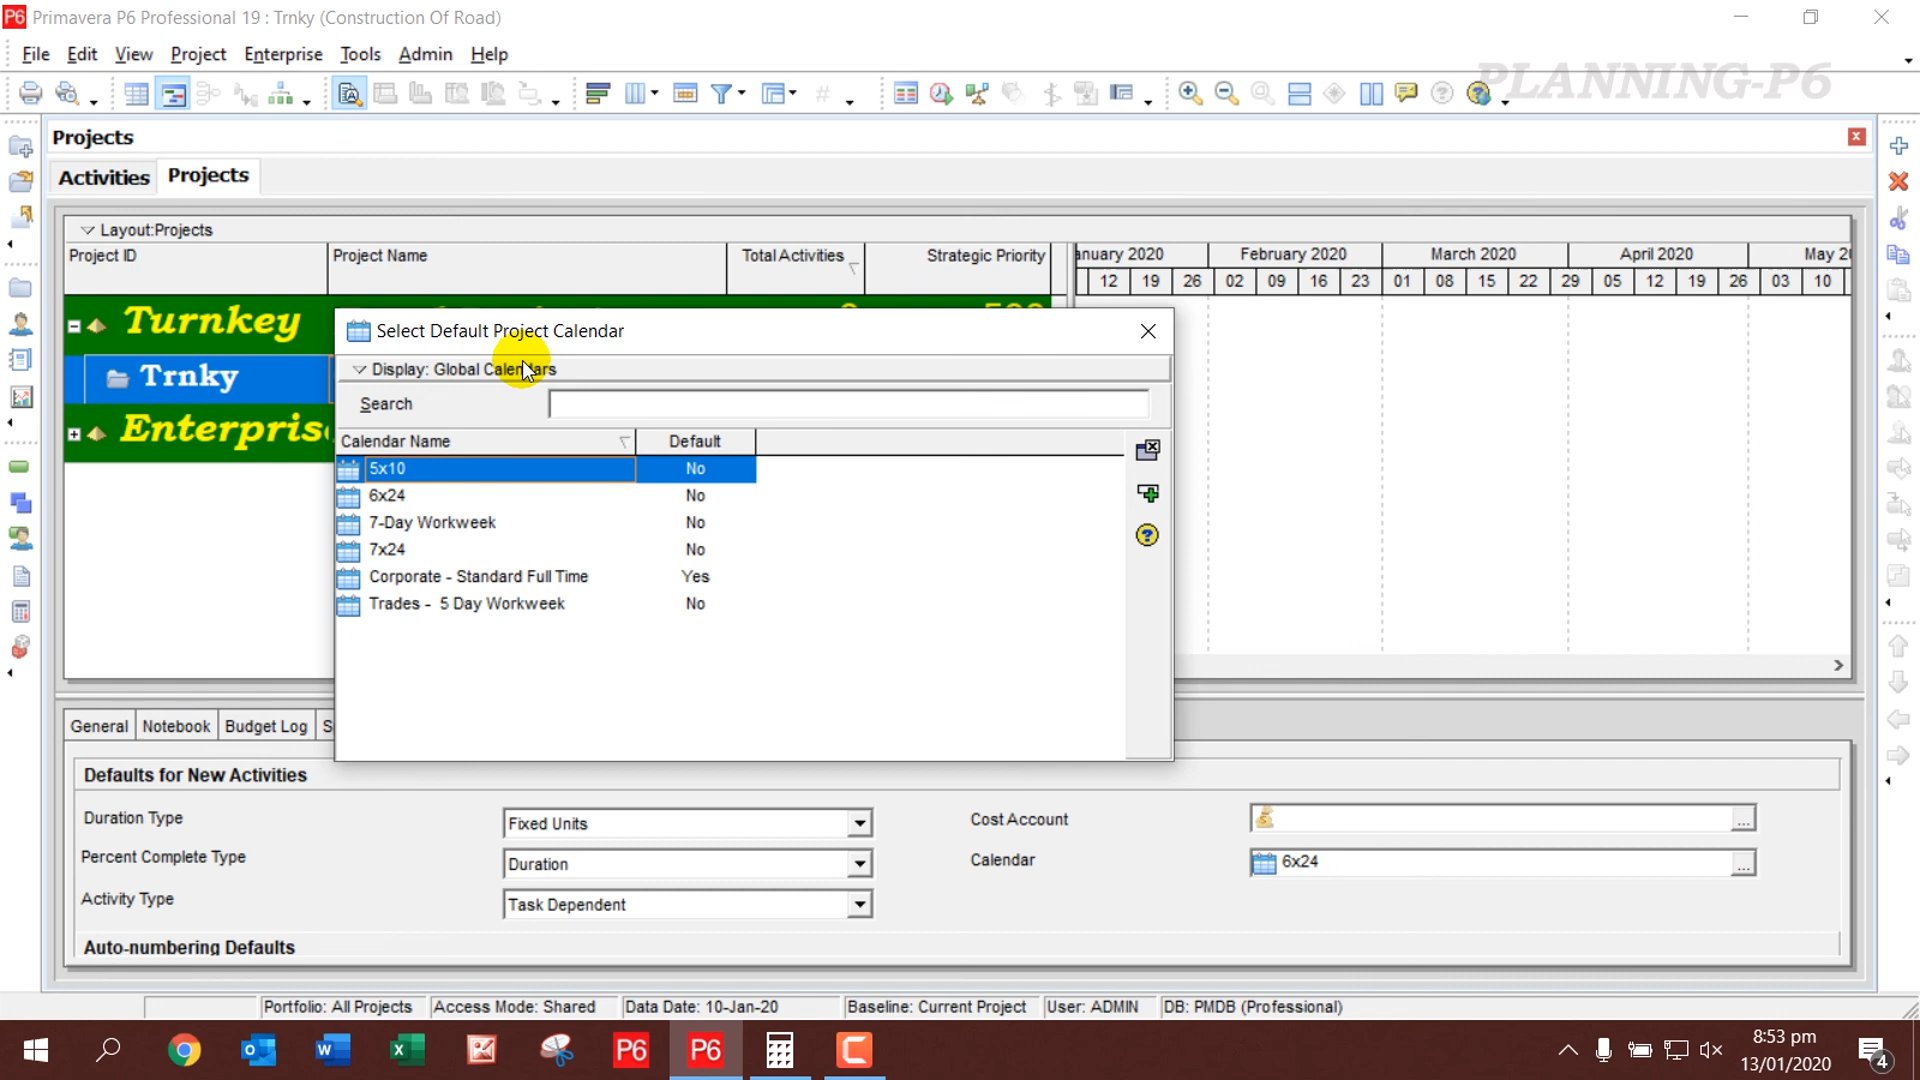 P6 Primavera P6 Professional 19 : Trnky (Construction Of Road)
File Edit View Project Enterprise Tools Admin Help
PLANNING-P6
Projects
Activities Projects
Layout:Projects
Project ID Project Name Total Activities Strategic Priority
anuary 2020 February 2020 March 2020 April 2020 May 2
12 19 26 02 09 16 23 01 08 15 22 29 05 12 19 26 03 10
Turnkey
Trnky
Enterpris
Select Default Project Calendar
Display: Global Calendars
Search
Calendar Name Default
5x10 No
6x24 No
7-Day Workweek No
7x24 No
Corporate - Standard Full Time Yes
Trades - 5 Day Workweek No
General Notebook Budget Log S
Defaults for New Activities
Duration Type Fixed Units Cost Account
Percent Complete Type Duration Calendar 6x24
Activity Type Task Dependent
Auto-numbering Defaults
Portfolio: All Projects Access Mode: Shared Data Date: 10-Jan-20 Baseline: Current Project User: ADMIN DB: PMDB (Professional)
P6 P6
8:53 pm
13/01/2020
4